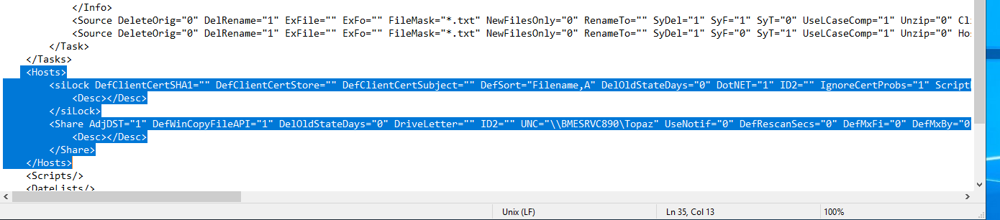 </Info>
<Source DeleteOrig="0" DelRename="1" ExFile="" ExFo="" FileMask="*.txt" NewFilesOnly="0" RenameTo="" SyDel="1" SyF="1" SyT="0" UseLCaseComp="1" Unzip="0" Cl
<Source DeleteOrig="0" DelRename="1" ExFile="" ExFo="" FileMask="*.txt" NewFilesOnly="0" RenameTo="" SyDel="1" SyF="0" SyT="1" UseLCaseComp="1" Unzip="0" Ho
</Task>
</Tasks>
<Hosts>
<siLock DefClientCertSHA1="" DefClientCertStore="" DefClientCertSubject="" DefSort="Filename,A" DelOldStateDays="0" DotNET="1" ID2="" IgnoreCertProbs="1" Script
<Desc></Desc>
</siLock>
<Share AdjDST="1" DefWinCopyFileAPI="1" DelOldStateDays="0" DriveLetter="" ID2="" UNC="\\BMESRVC890\Topaz" UseNotif="0" DefRescanSecs="0" DefMxFi="0" DefMxBy="0
<Desc></Desc>
</Share>
</Hosts>
<Scripts/>
<DateLists/>
Unix (LF)
Ln 35, Col 13
100%